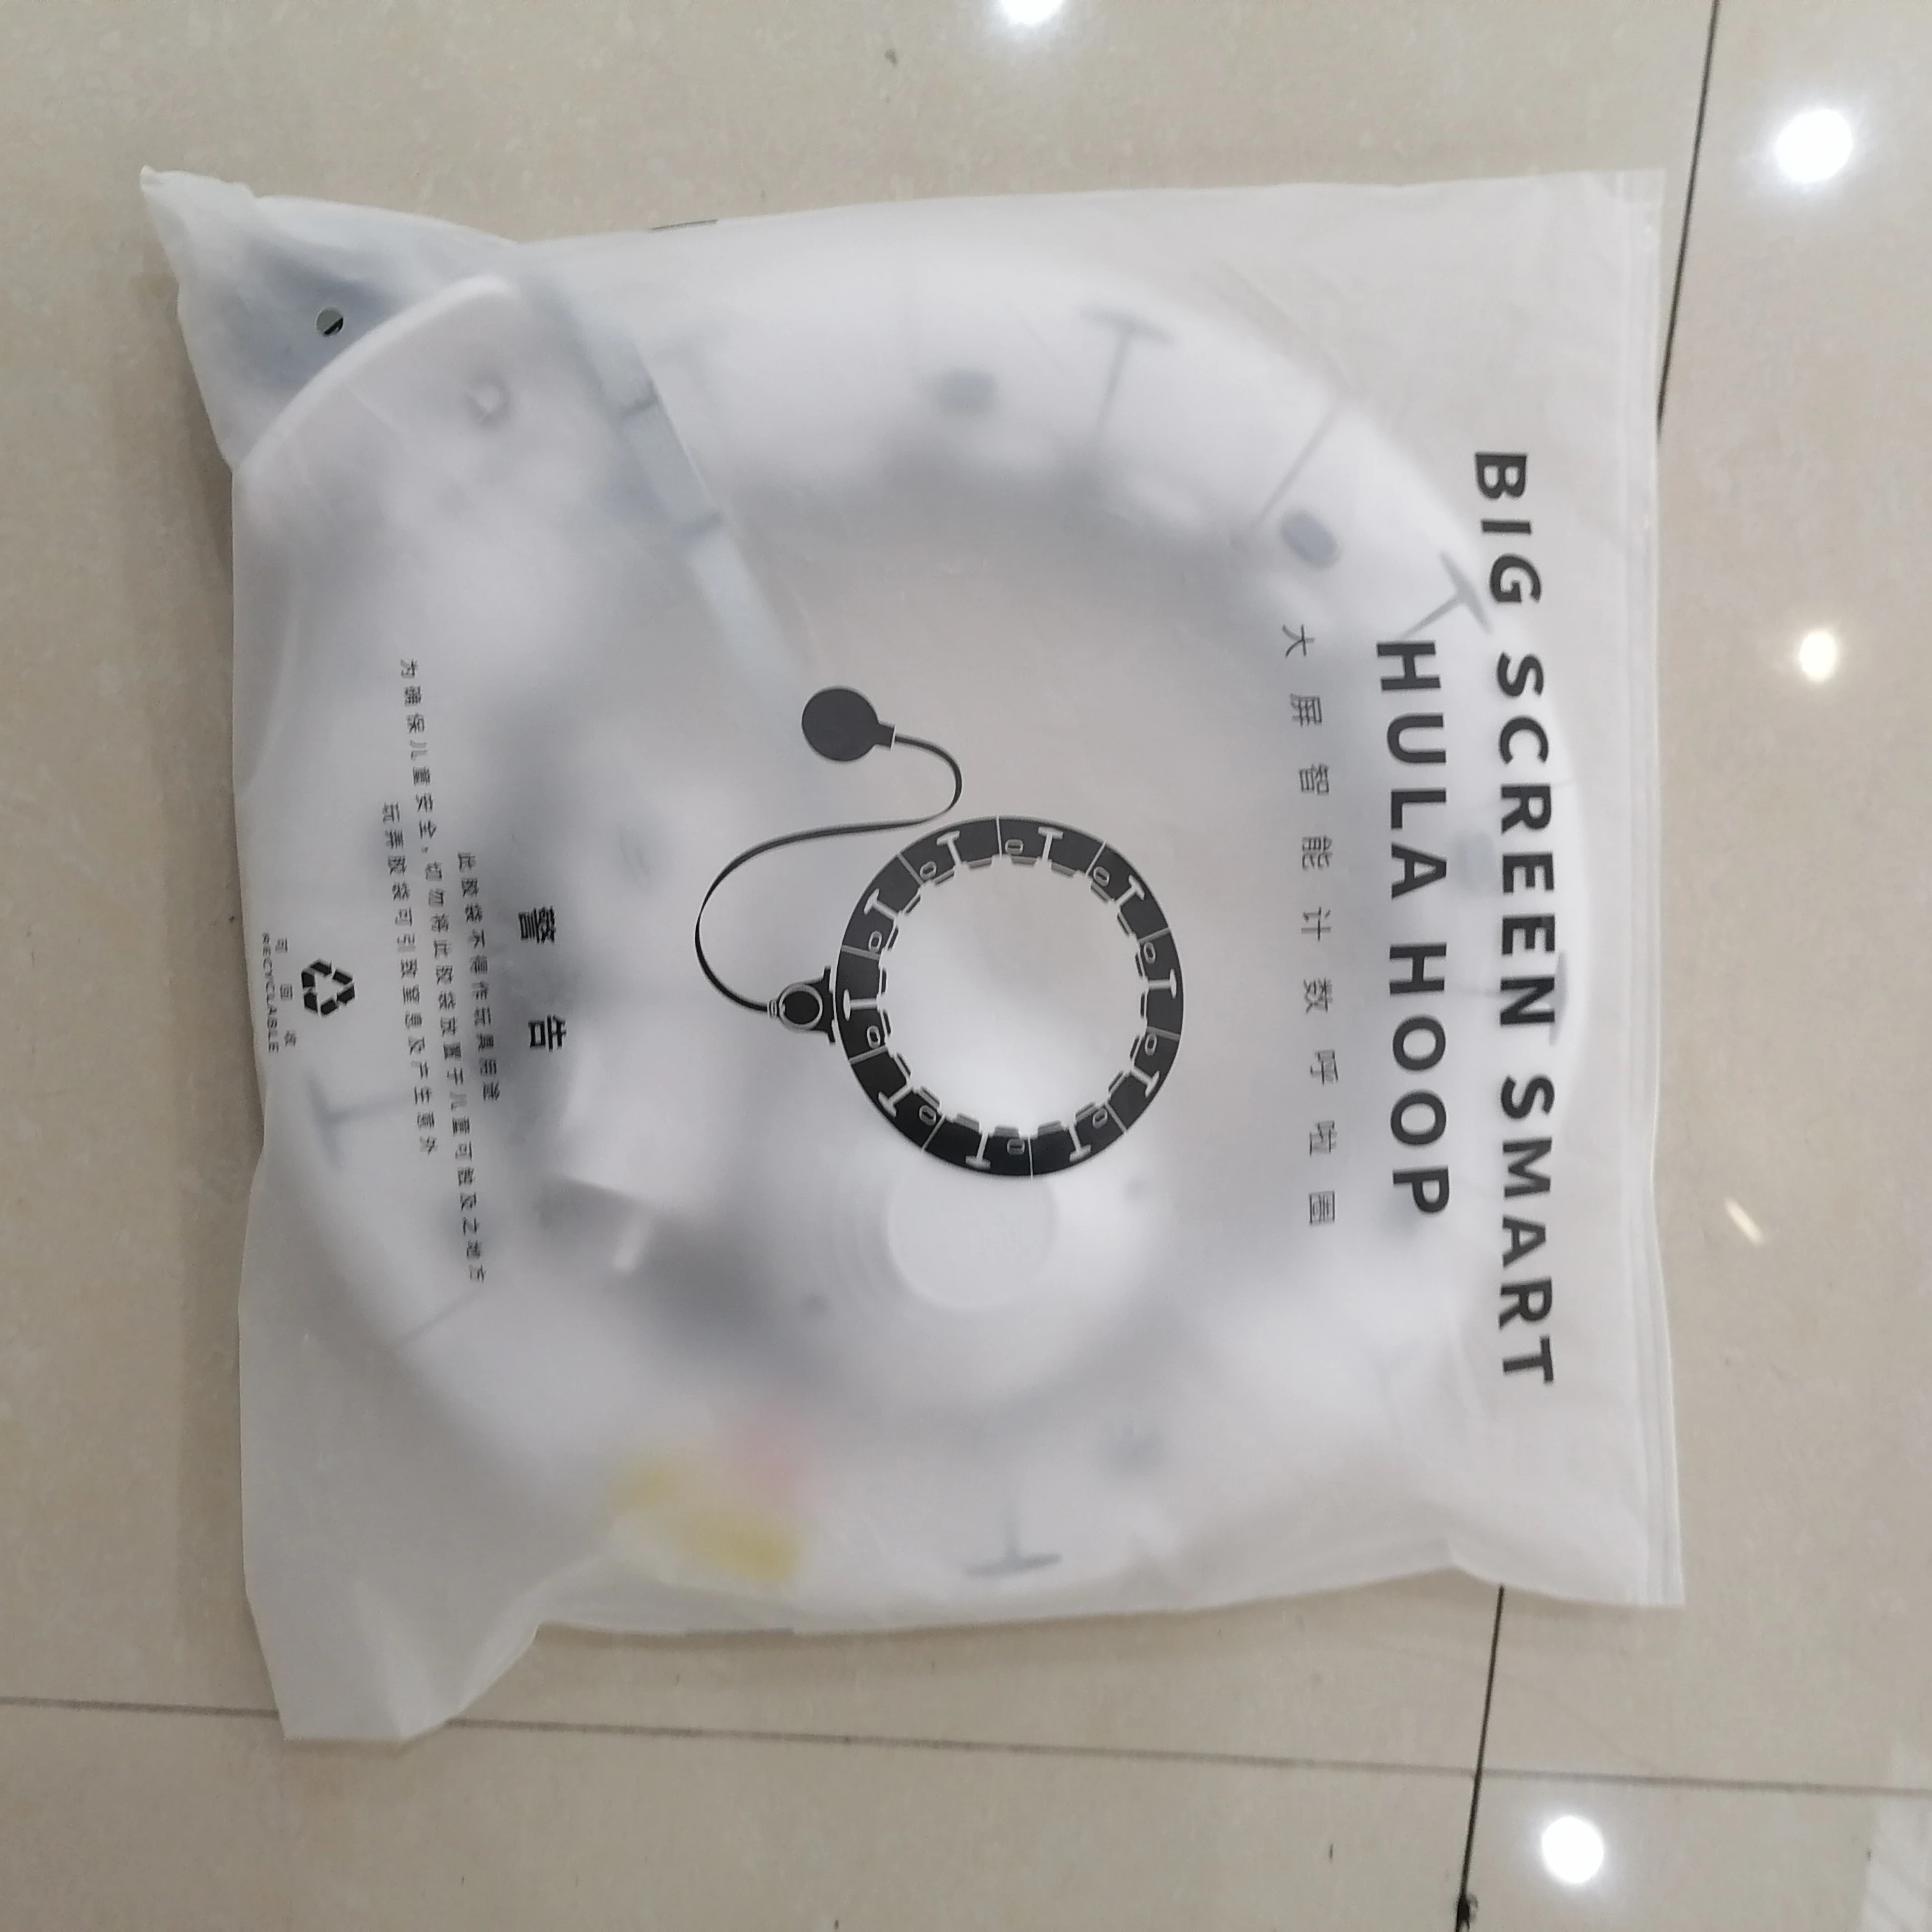 BIG SCREEN SMART
HULA HOOP
大屏智能计数呼啦圈
警告
此胶袋不得作玩具用途
为确保儿童安全,切勿将此胶袋放置于儿童可触及之地方
玩弄胶袋可引致窒息及产生意外
可回收
RECYCLAISLE